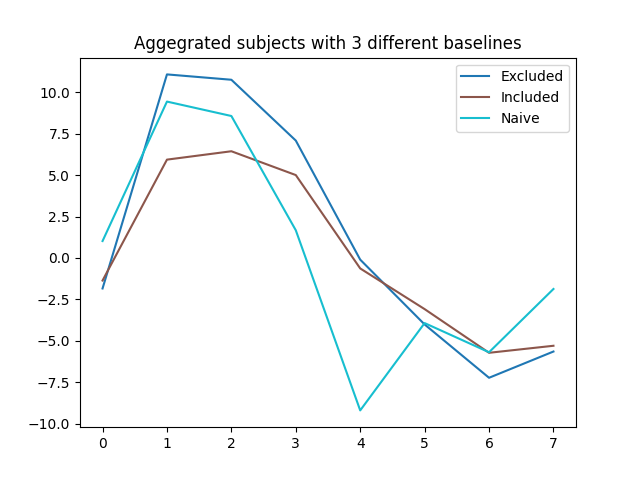 Aggegrated subjects with 3 different baselines
Excluded
Included
Naive
10.0
7.5
5.0
2.5
0.0
−2.5
−5.0
−7.5
−10.0
0 1 2 3 4 5 6 7